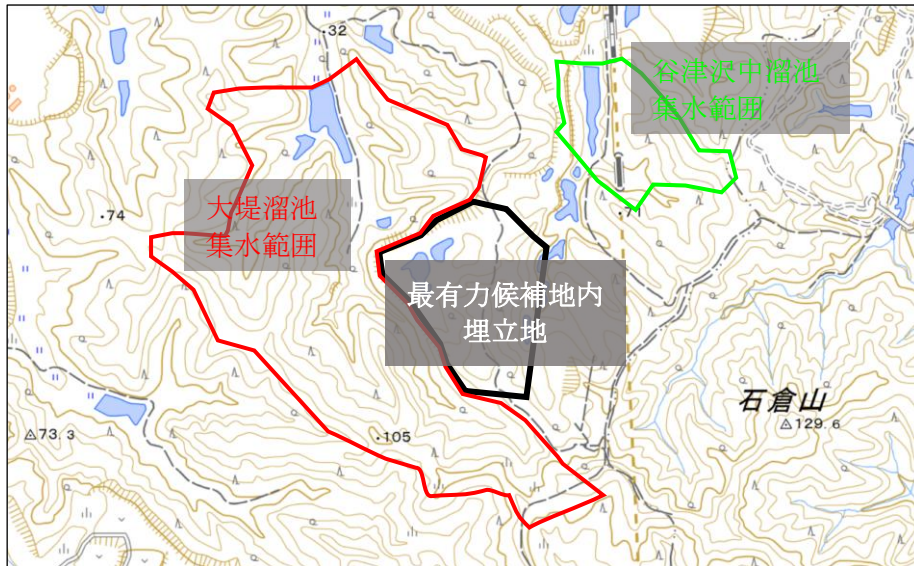 32
谷津沢中溜池
集水範囲
大堤溜池
集水範囲
74
71
最有力候補地内
埋立地
石倉山
129.6
105
73.3